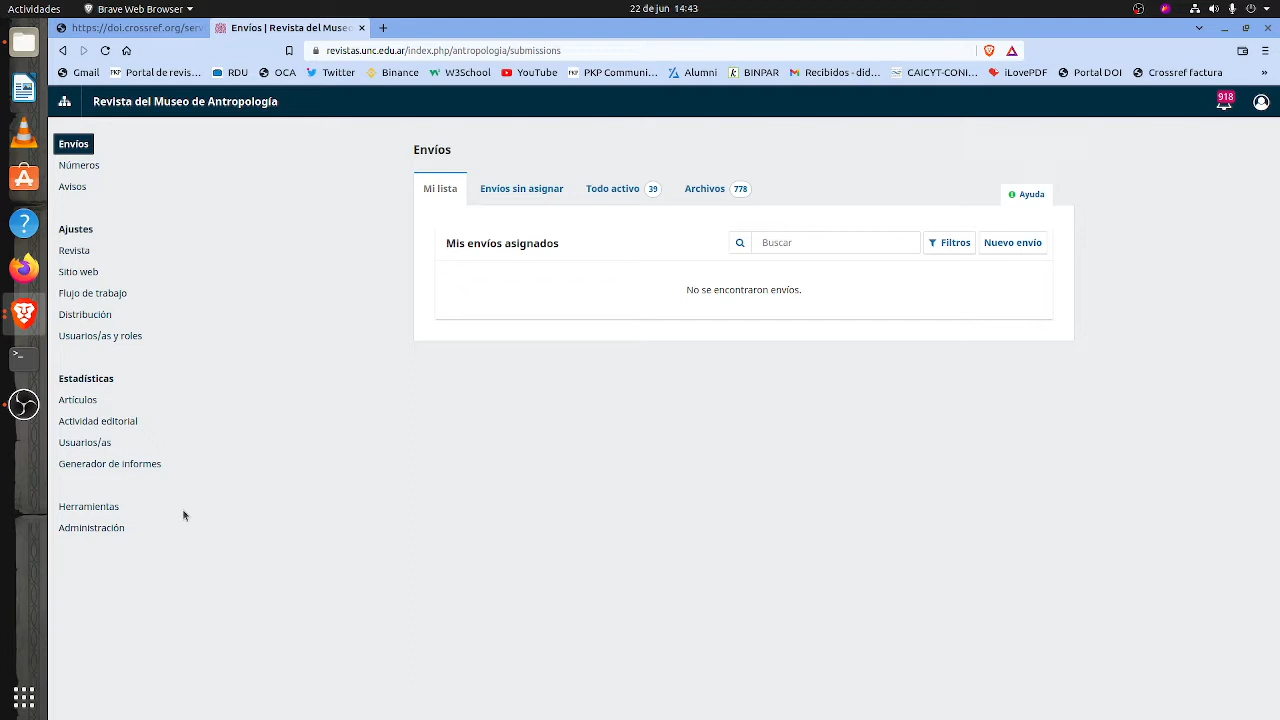 Actividades Brave Web Browser 22 de jun 14:43
https://doi.crossref.org/serv Envíos | Revista del Museo
revistas.unc.edu.ar/index.php/antropologia/submissions
Gmail Portal de revis... RDU OCA Twitter Binance W3school YouTube PKP Communi... Alumni BINPAR Recibidos - did... CAICYT-CONI... iLovePDF Portal DOI Crossref factura »
Revista del Museo de Antropología 918
Envíos
Números
Avisos
Ajustes
Revista
Sitio web
Flujo de trabajo
Distribución
Usuarios/as y roles
Estadísticas
Artículos
Actividad editorial
Usuarios/as
Generador de informes
Herramientas
Administración
Envíos
Mi lista Envíos sin asignar Todo activo 39 Archivos 778 Ayuda
Mis envíos asignados Buscar Filtros Nuevo envío
No se encontraron envíos.